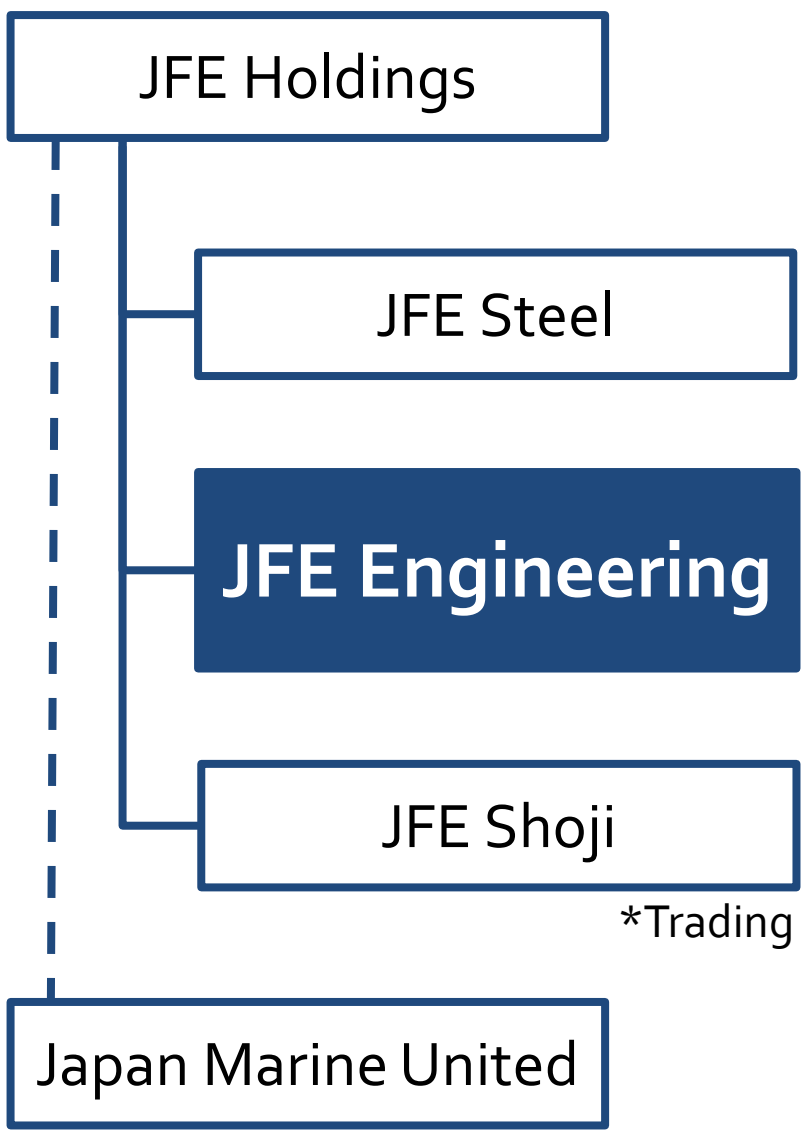 JFE Holdings
JFE Steel
JFE Engineering
JFE Shoji
*Trading
Japan Marine United